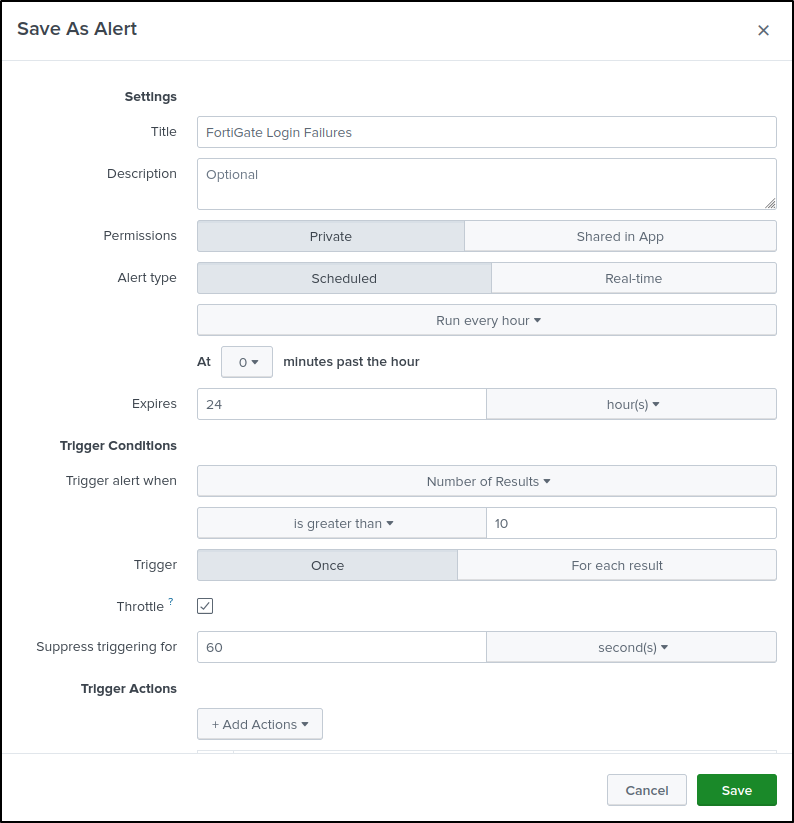 Save As Alert
Settings
Title FortiGate Login Failures
Description Optional
Permissions Private Shared in App
Alert type Scheduled Real-time
Run every hour
At 0 minutes past the hour
Expires 24 hour(s)
Trigger Conditions
Trigger alert when Number of Results
is greater than 10
Trigger Once For each result
Throttle ?
Suppress triggering for 60 second(s)
Trigger Actions
+ Add Actions
Cancel Save